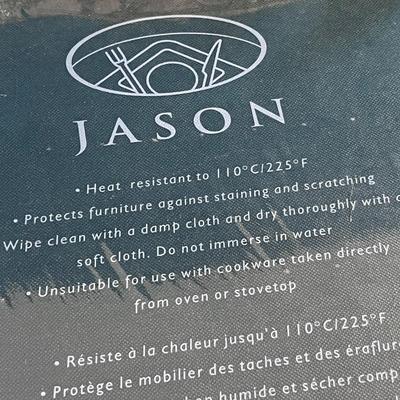 JASON
• Heat resistant to 110°C/225°F
• Protects furniture against staining and scratching
Wipe clean with a damp cloth and dry thoroughly with a
soft cloth. Do not immerse in water
• Unsuitable for use with cookware taken directly
from oven or stovetop
• Résiste à la chaleur jusqu'à 110°C/225°F
• Protège le mobilier des taches et des éraflur
humide et sécher comp